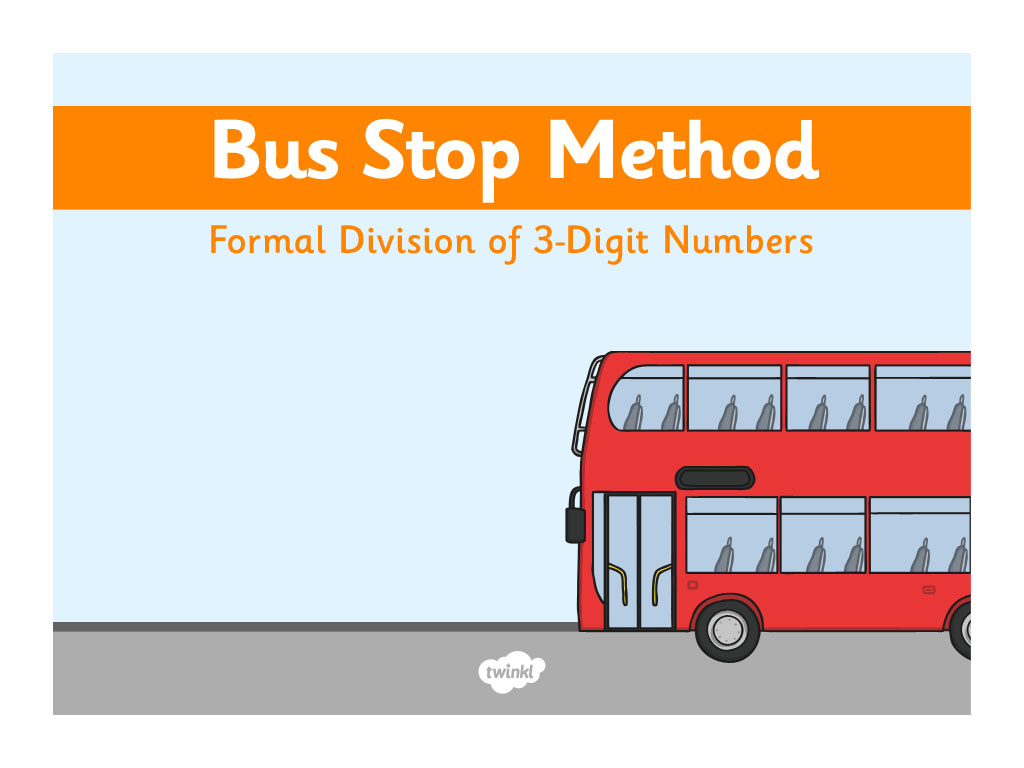 Bus Stop Method
Formal Division of 3-Digit Numbers
twinkl